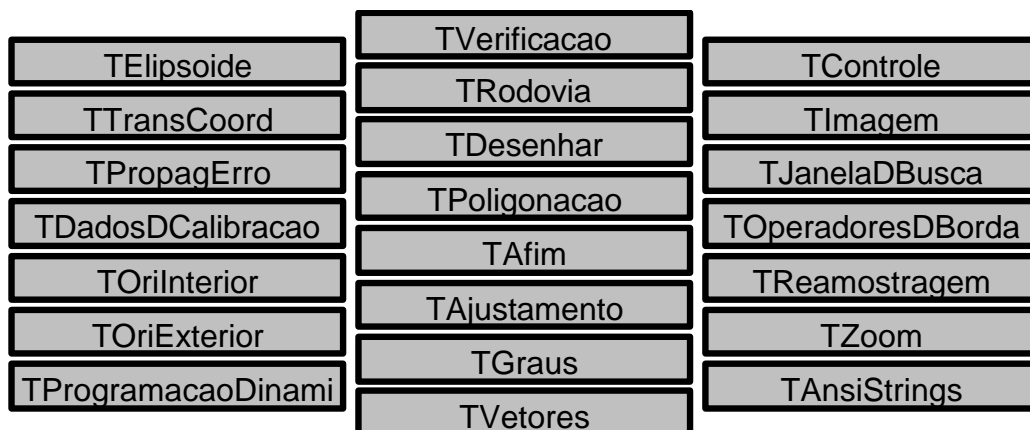 TElipsoide
TTransCoord
TPropagErro
TDadosDCalibracao
TOriInterior
TOriExterior
TProgramacaoDinami
TVerificacao
TRodovia
TDesenhar
TPoligonacao
TAfim
TAjustamento
TGraus
TVetores
TControle
TImagem
TJanelaDBusca
TOperadoresDBorda
TReamostragem
TZoom
TAnsiStrings